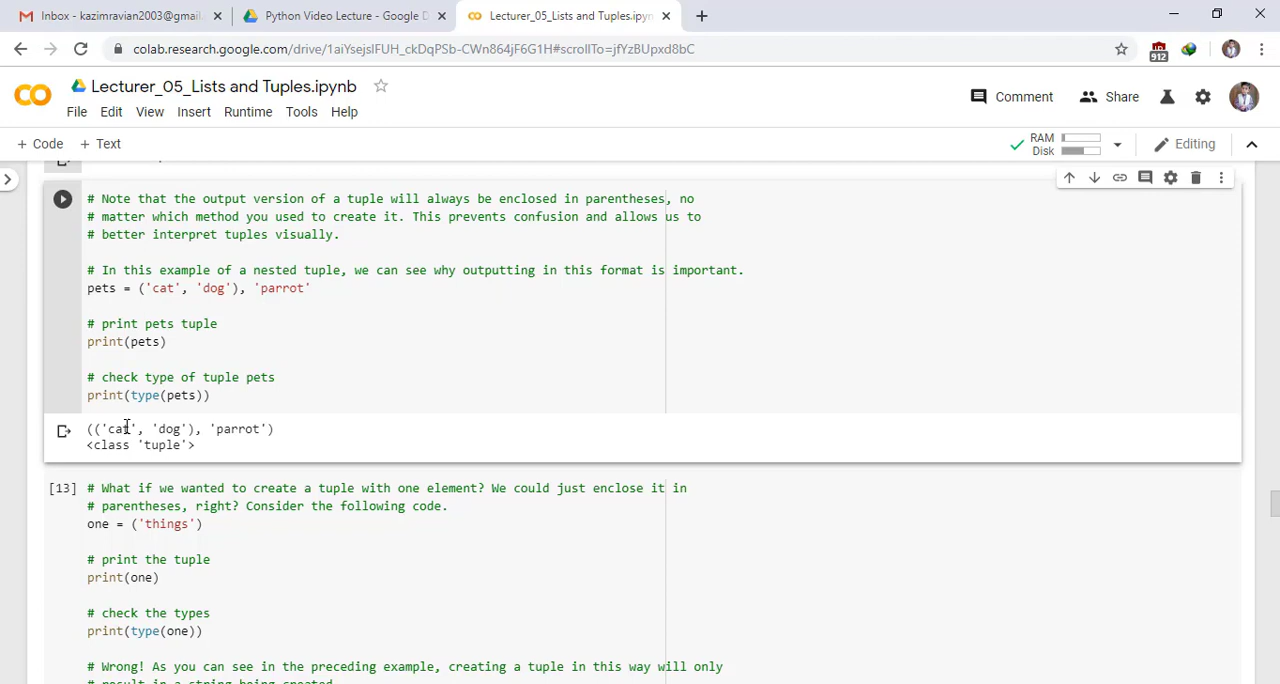 Inbox - kazimravian2003@gmail.
Python Video Lecture - Google D
Lecturer_05_Lists and Tuples.ipyn
colab.research.google.com/drive/1aiYsejsIFUH_ckDqPSb-CWn864jF6G1H#scrollTo=jfYzBUpxd8bC
912
Lecturer_05_Lists and Tuples.ipynb
Comment
Share
File Edit View Insert Runtime Tools Help
+ Code + Text
RAM
Disk
Editing
# Note that the output version of a tuple will always be enclosed in parentheses, no
# matter which method you used to create it. This prevents confusion and allows us to
# better interpret tuples visually.
# In this example of a nested tuple, we can see why outputting in this format is important.
pets = ('cat', 'dog'), 'parrot'
# print pets tuple
print(pets)
# check type of tuple pets
print(type(pets))
(('cat', 'dog'), 'parrot')
<class 'tuple'>
[13] # What if we wanted to create a tuple with one element? We could just enclose it in
# parentheses, right? Consider the following code.
one = ('things')
# print the tuple
print(one)
# check the types
print(type(one))
# Wrong! As you can see in the preceding example, creating a tuple in this way will only
# result in a string being created.